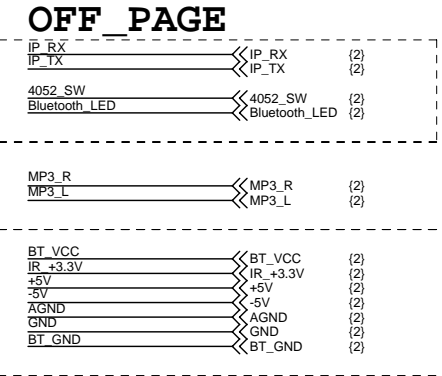 OFF_PAGE
IP_RX IP_RX {2}
IP_TX IP_TX {2}
4052_SW 4052_SW {2}
Bluetooth_LED Bluetooth_LED {2}
MP3_R MP3_R {2}
MP3_L MP3_L {2}
BT_VCC BT_VCC {2}
IR_+3.3V IR_+3.3V {2}
+5V +5V {2}
-5V -5V {2}
AGND AGND {2}
GND GND {2}
BT_GND BT_GND {2}